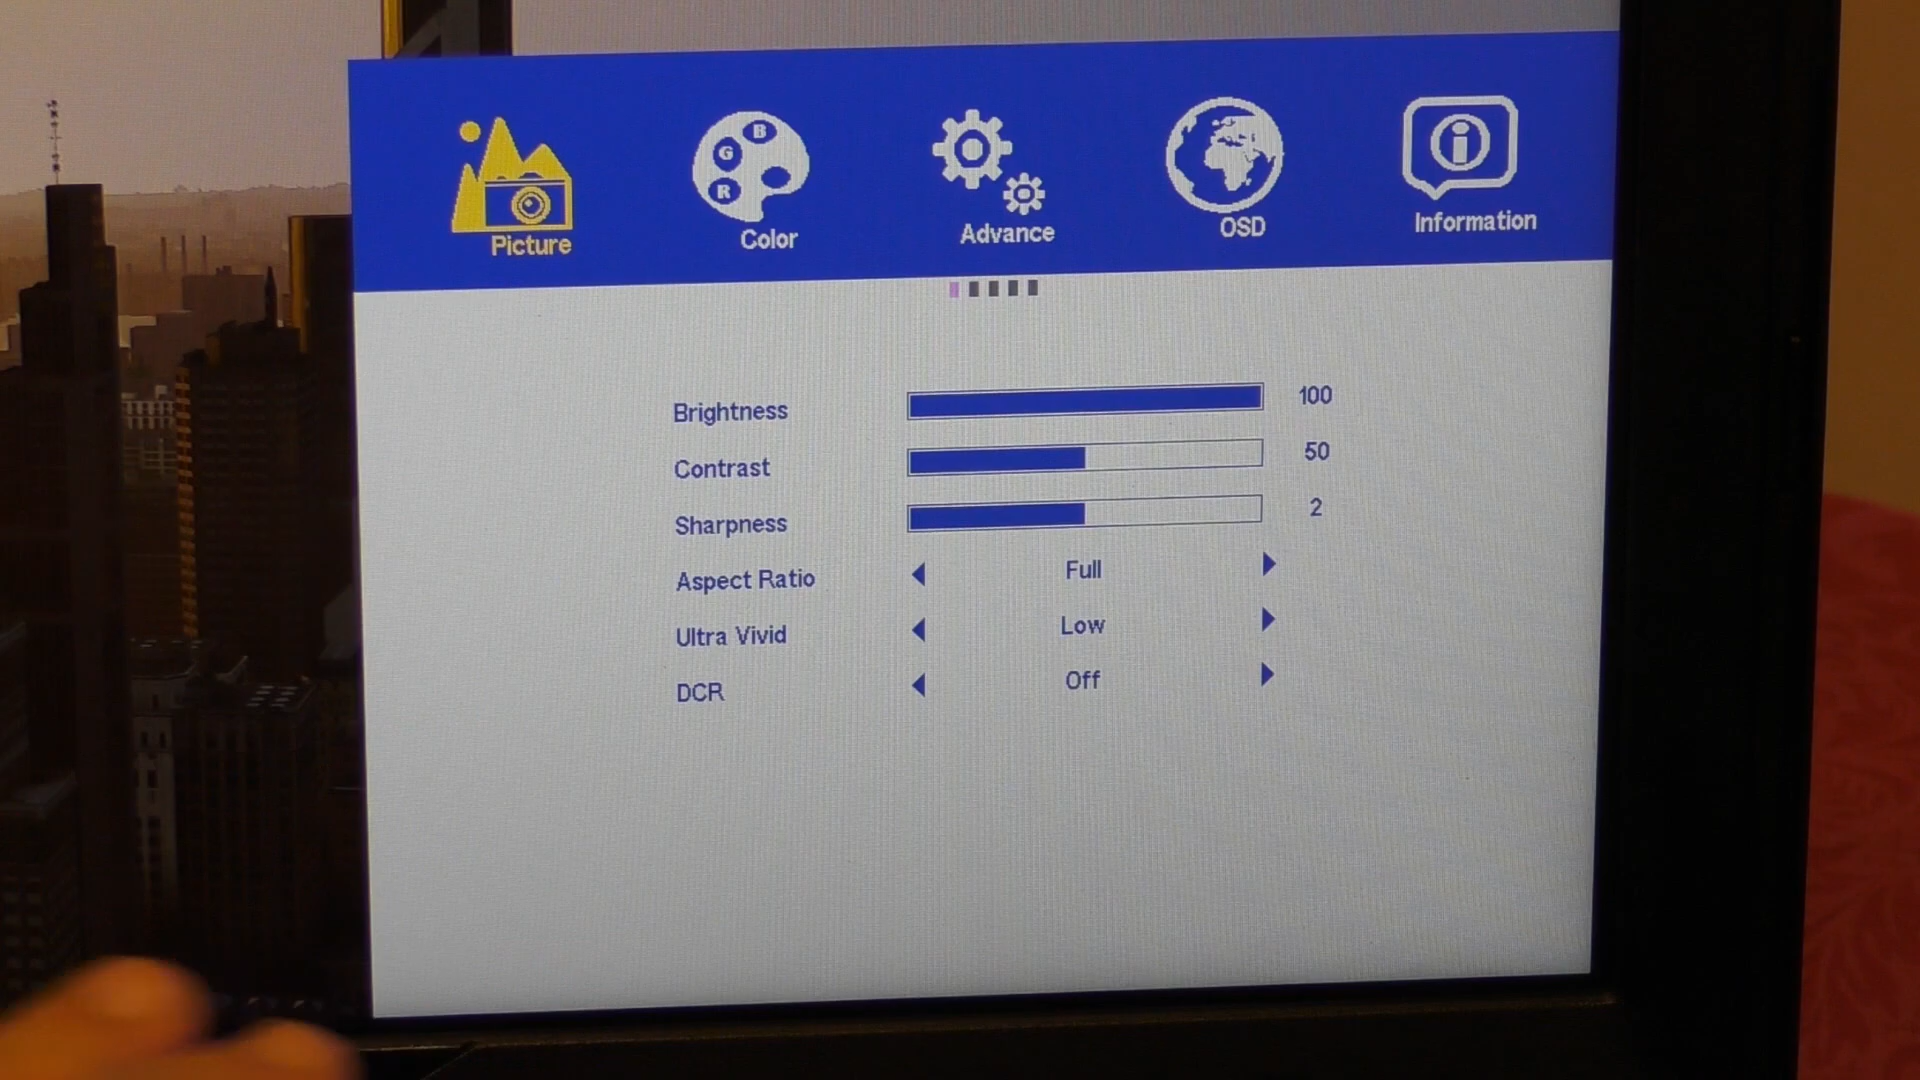 B
G
R
Picture
Color
Advance
OSD
Information
Brightness 100
Contrast 50
Sharpness 2
Aspect Ratio Full
Ultra Vivid Low
DCR Off